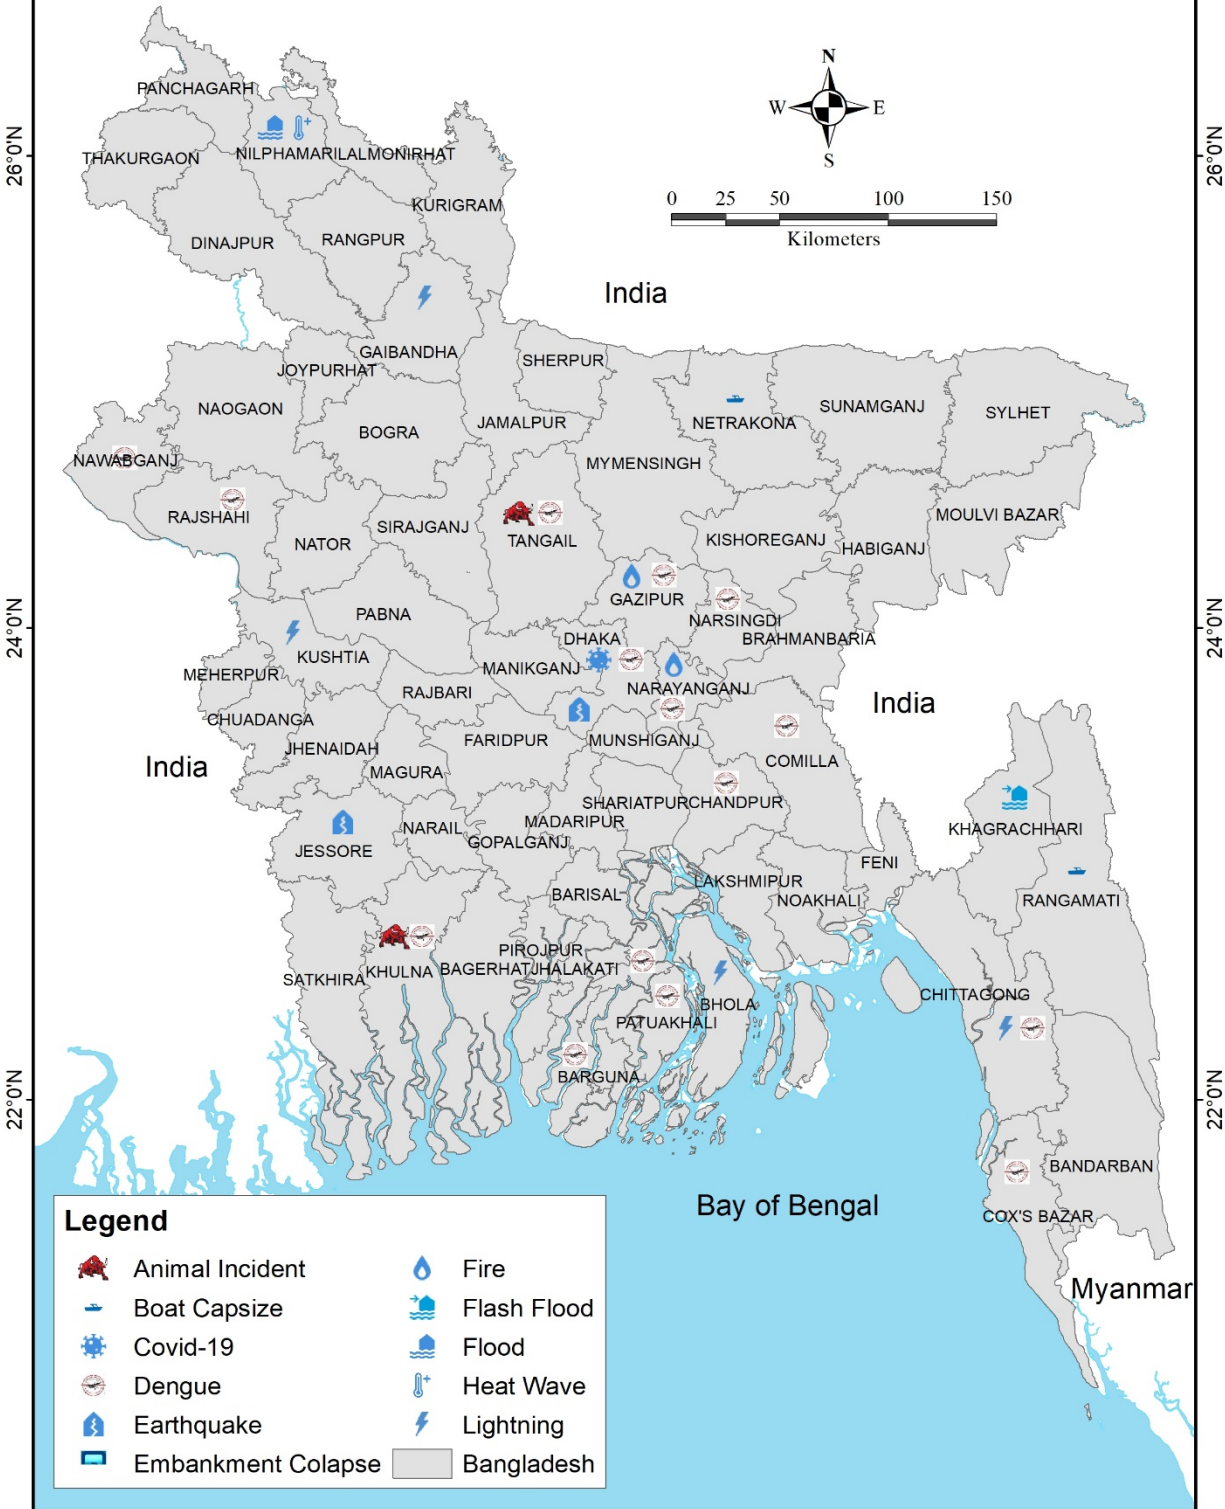 PANCHAGARH
N
W E
S
26°0'N
26°0'N
THAKURGAON
NILPHAMARI
LALMONIRHAT
0 25 50 100 150
Kilometers
KURIGRAM
DINAJPUR
RANGPUR
India
GAIBANDHA
JOYPURHAT
SHERPUR
NAOGAON
BOGRA
JAMALPUR
NETRAKONA
SUNAMGANJ
SYLHET
NAWABGANJ
MYMENSINGH
RAJSHAHI
NATOR
SIRAJGANJ
TANGAIL
KISHOREGANJ
HABIGANJ
MOULVI BAZAR
24°0'N
24°0'N
PABNA
GAZIPUR
NARSINGDI
BRAHMANBARIA
KUSHTIA
DHAKA
MANIKGANJ
MEHERPUR
RAJBARI
NARAYANGANJ
CHUADANGA
India
JHENAIDAH
FARIDPUR
MUNSHIGANJ
India
MAGURA
COMILLA
SHARIATPUR
CHANDPUR
MADARIPUR
NARAIL
GOPALGANJ
JESSORE
KHAGRACHHARI
FENI
LAKSHMIPUR
BARISAL
NOAKHALI
RANGAMATI
PIROJPUR
SATKHIRA
KHULNA
BAGERHAT
JHALAKATI
BHOLA
CHITTAGONG
PATUAKHALI
BARGUNA
22°0'N
22°0'N
BANDARBAN
Bay of Bengal
COX'S BAZAR
Myanmar
Legend
Animal Incident
Boat Capsize
Covid-19
Dengue
Earthquake
Embankment Colapse
Fire
Flash Flood
Flood
Heat Wave
Lightning
Bangladesh